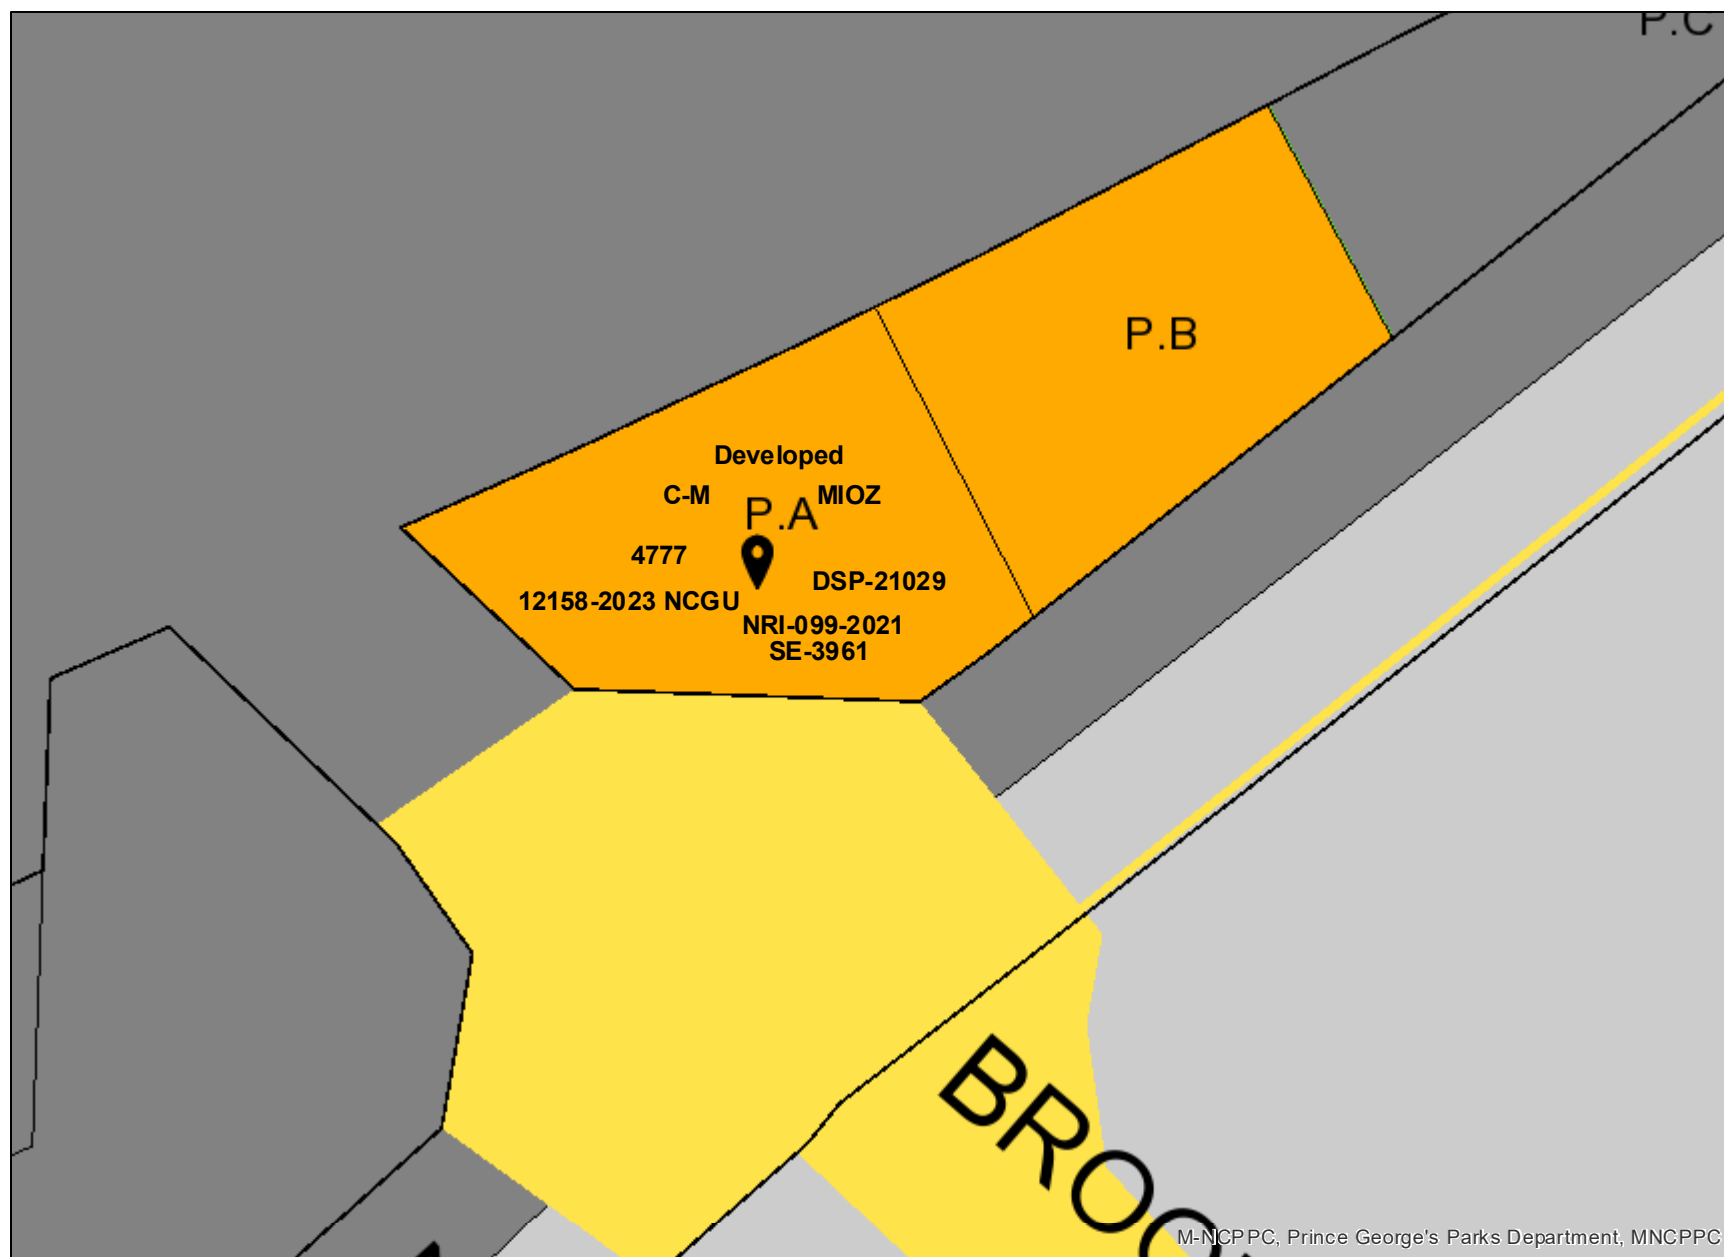 P.C
P.B
Developed
C-M
MIOZ
P.A
4777
DSP-21029
12158-2023 NCGU
NRI-099-2021
SE-3961
M-NCPPC, Prince George's Parks Department, MNCPPC